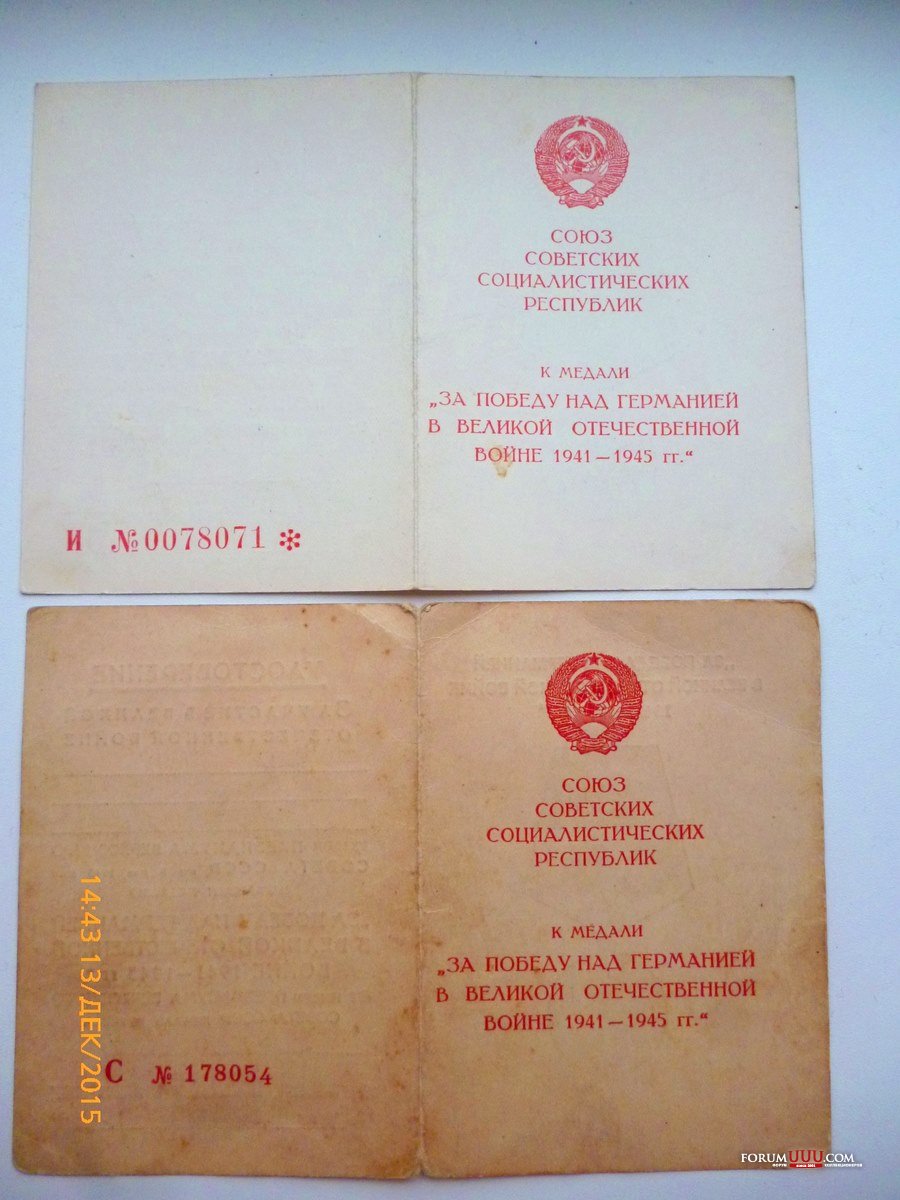 СОЮЗ
СОВЕТСКИХ
СОЦИАЛИСТИЧЕСКИХ
РЕСПУБЛИК
К МЕДАЛИ
„ЗА ПОБЕДУ НАД ГЕРМАНИЕЙ
В ВЕЛИКОЙ ОТЕЧЕСТВЕННОЙ
ВОЙНЕ 1941—1945 гг.“
И №0078071 *
СОЮЗ
СОВЕТСКИХ
СОЦИАЛИСТИЧЕСКИХ
РЕСПУБЛИК
К МЕДАЛИ
„ЗА ПОБЕДУ НАД ГЕРМАНИЕЙ
В ВЕЛИКОЙ ОТЕЧЕСТВЕННОЙ
ВОЙНЕ 1941—1945 гг.“
С № 178054
14:43 13/ДЕК/2015
FORUMUUU.COM